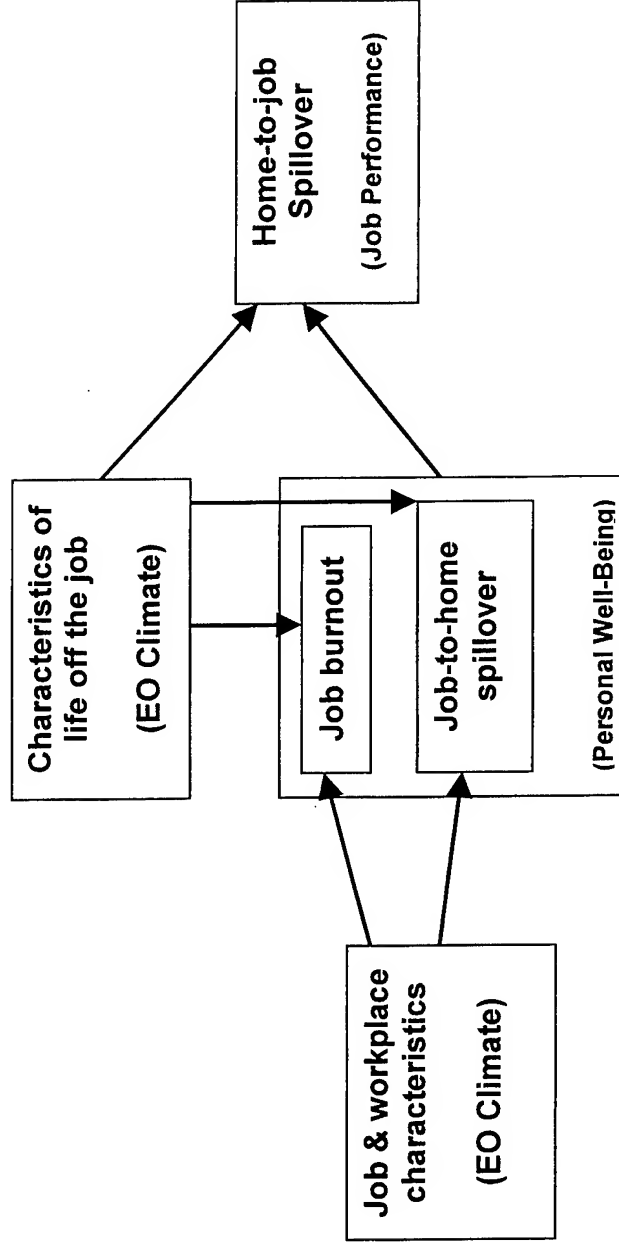 Characteristics of
life off the job
(EO Climate)
Home-to-job
Spillover
(Job Performance)
Job burnout
Job-to-home
spillover
(Personal Well-Being)
Job & workplace
characteristics
(EO Climate)